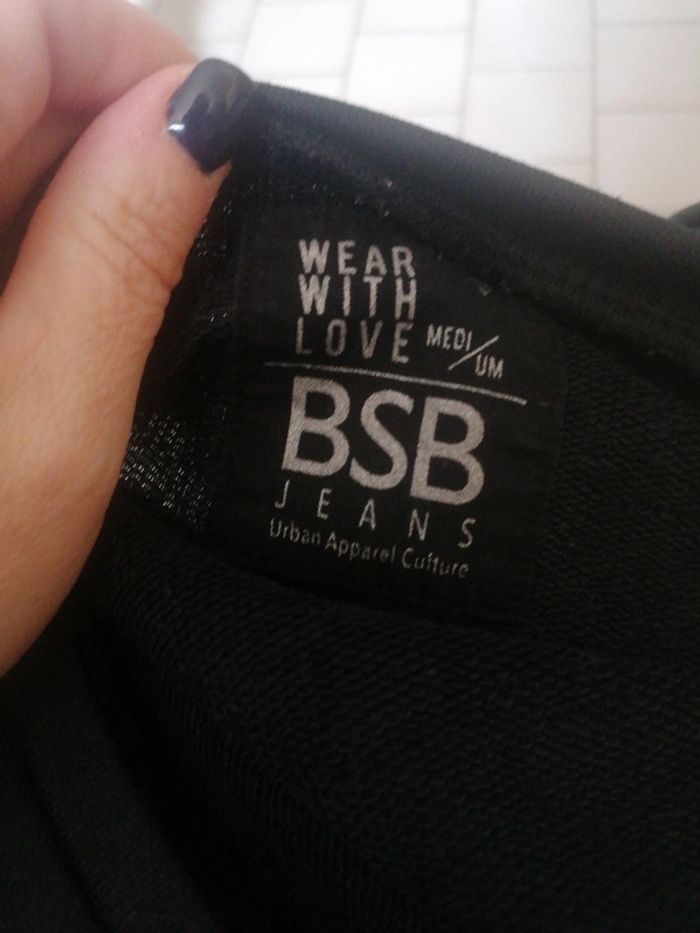 WEAR
WITH
LOVE MEDI/UM
BSB
JEANS
Urban Apparel Culture